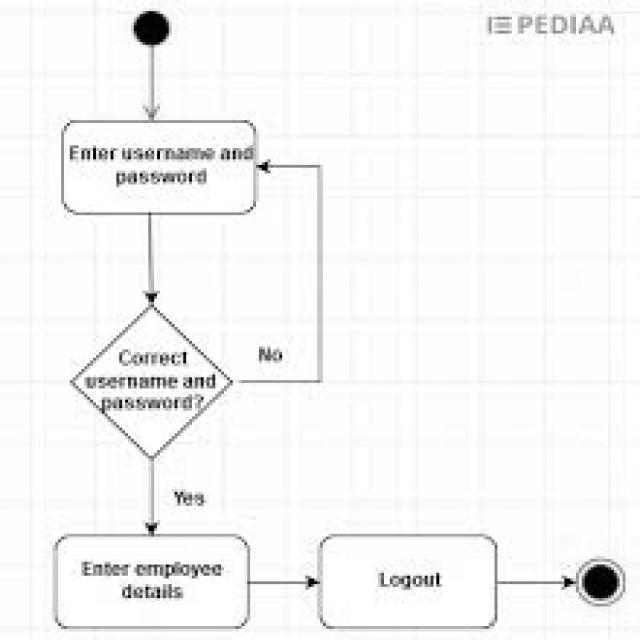 PEDIAA
Enter username and
password
Correct
username and
password?
No
Yes
Enter employee
details
Logout